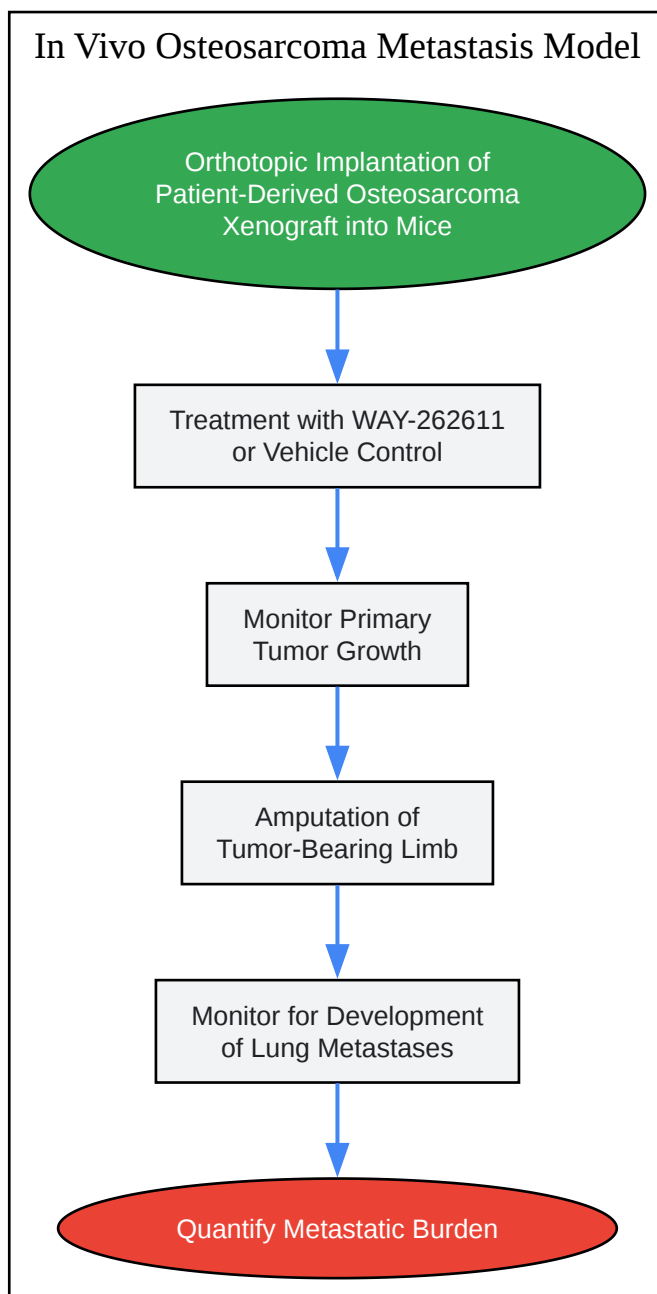 In Vivo Osteosarcoma Metastasis Model
Orthotopic Implantation of
Patient-Derived Osteosarcoma
Xenograft into Mice
Treatment with WAY-262611
or Vehicle Control
Monitor Primary
Tumor Growth
Amputation of
Tumor-Bearing Limb
Monitor for Development
of Lung Metastases
Quantify Metastatic Burden